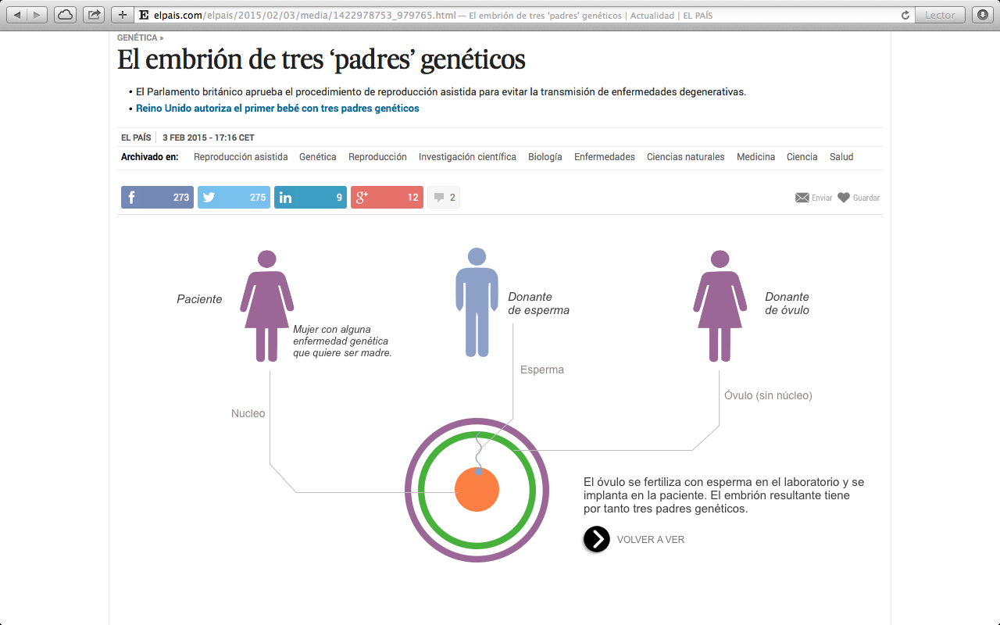 elpais.com/elpais/2015/02/03/media/1422978753_979765.html — El embrión de tres ‘padres’ genéticos | Actualidad | EL PAÍS
Lector
GENÉTICA »
El embrión de tres ‘padres’ genéticos
• El Parlamento británico aprueba el procedimiento de reproducción asistida para evitar la transmisión de enfermedades degenerativas.
• Reino Unido autoriza el primer bebé con tres padres genéticos
EL PAÍS | 3 FEB 2015 - 17:16 CET
Archivado en: Reproducción asistida Genética Reproducción Investigación científica Biología Enfermedades Ciencias naturales Medicina Ciencia Salud
f 273 275 in 9 g+ 12 2 Enviar Guardar
Paciente
Mujer con alguna
enfermedad genética
que quiere ser madre.
Donante
de esperma
Donante
de óvulo
Esperma
Óvulo (sin núcleo)
Nucleo
El óvulo se fertiliza con esperma en el laboratorio y se
implanta en la paciente. El embrión resultante tiene
por tanto tres padres genéticos.
VOLVER A VER